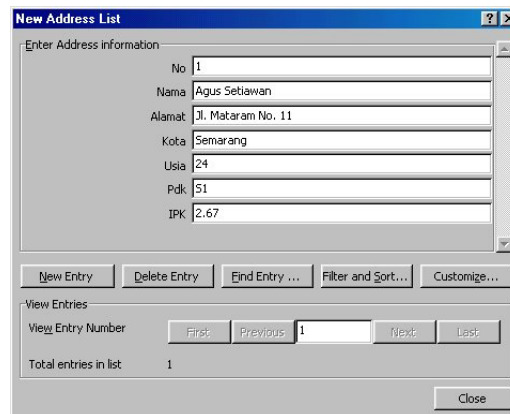 New Address List
Enter Address information
No 1
Nama Agus Setiawan
Alamat Jl. Mataram No. 11
Kota Semarang
Usia 24
Pdk S1
IPK 2.67
New Entry Delete Entry Find Entry ... Filter and Sort... Customize...
View Entries
View Entry Number First Previous 1 Next Last
Total entries in list 1
Close